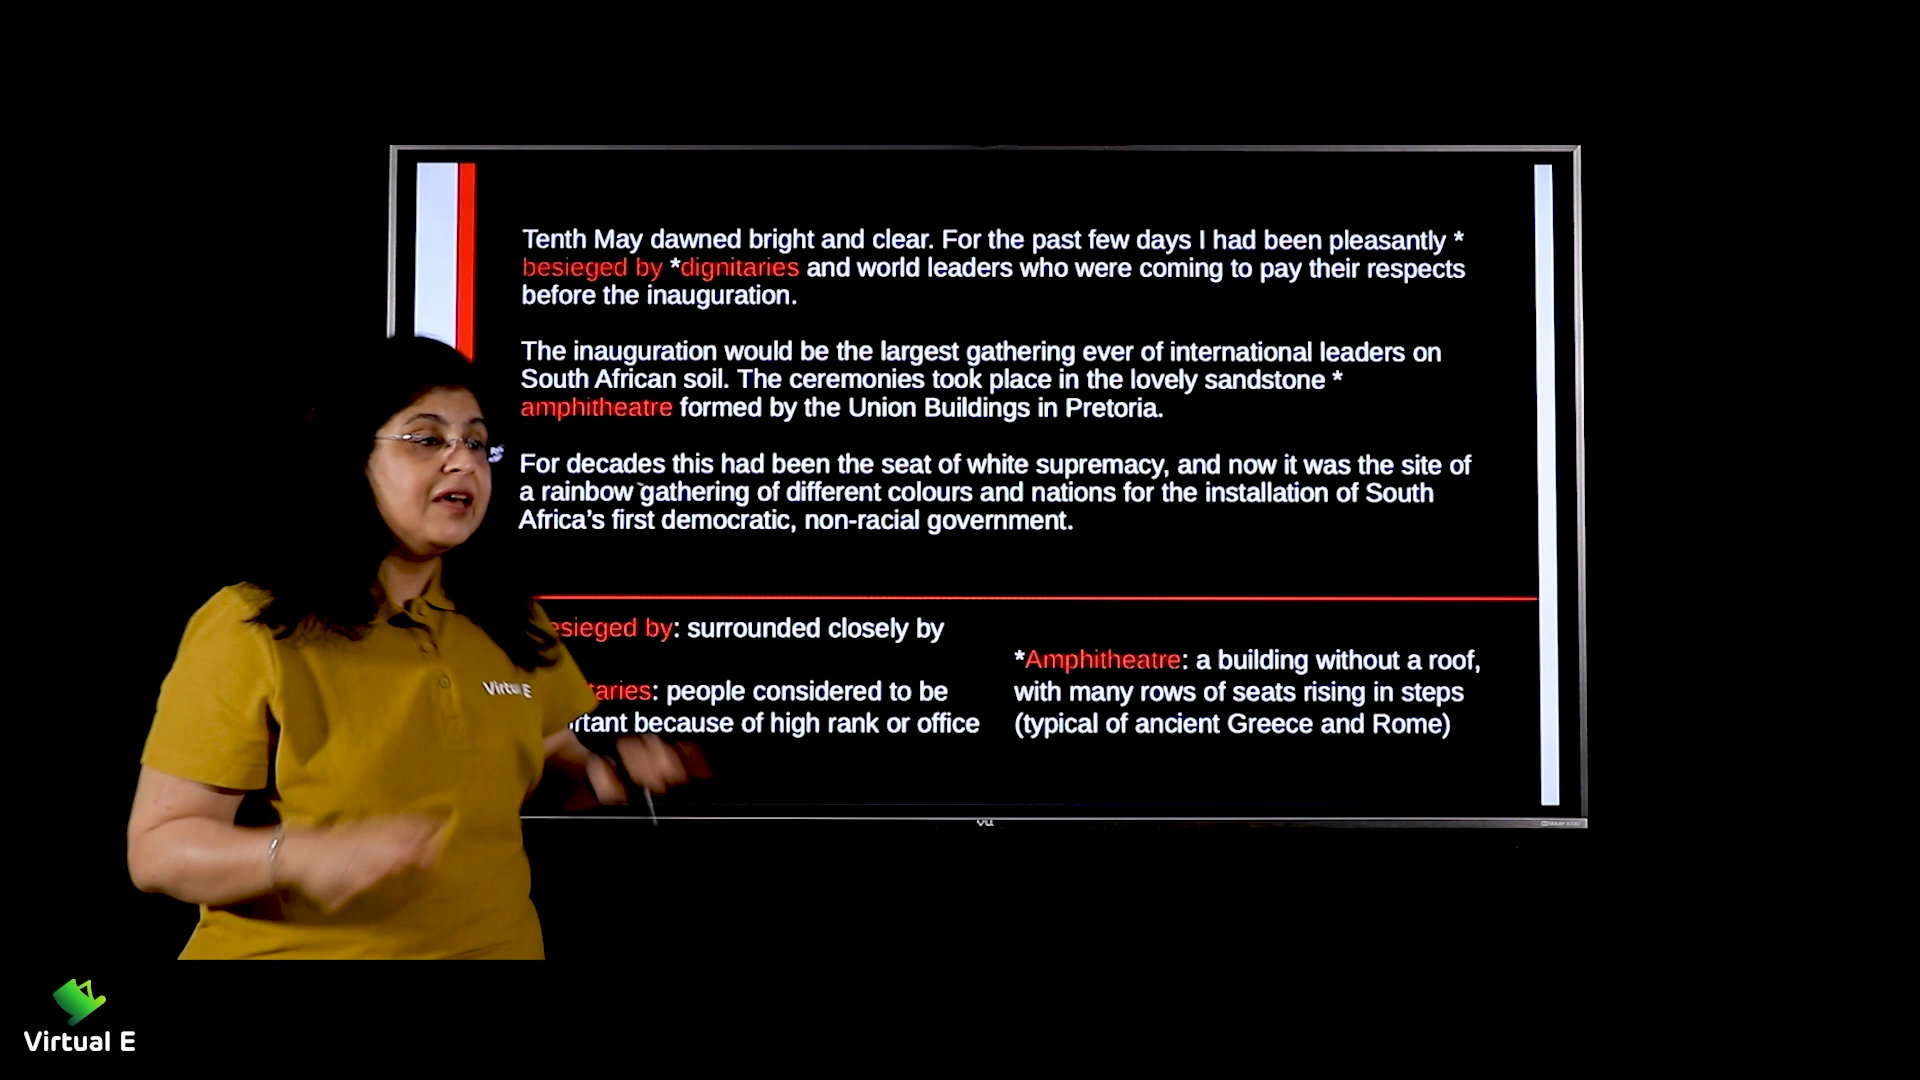 Tenth May dawned bright and clear. For the past few days I had been pleasantly *
besieged by *dignitaries and world leaders who were coming to pay their respects
before the inauguration.
The inauguration would be the largest gathering ever of international leaders on
South African soil. The ceremonies took place in the lovely sandstone *
amphitheatre formed by the Union Buildings in Pretoria.
For decades this had been the seat of white supremacy, and now it was the site of
a rainbow gathering of different colours and nations for the installation of South
Africa's first democratic, non-racial government.
esieged by: surrounded closely by
taries: people considered to be
rtant because of high rank or office
*Amphitheatre: a building without a roof,
with many rows of seats rising in steps
(typical of ancient Greece and Rome)
Virtual E
Virtual E